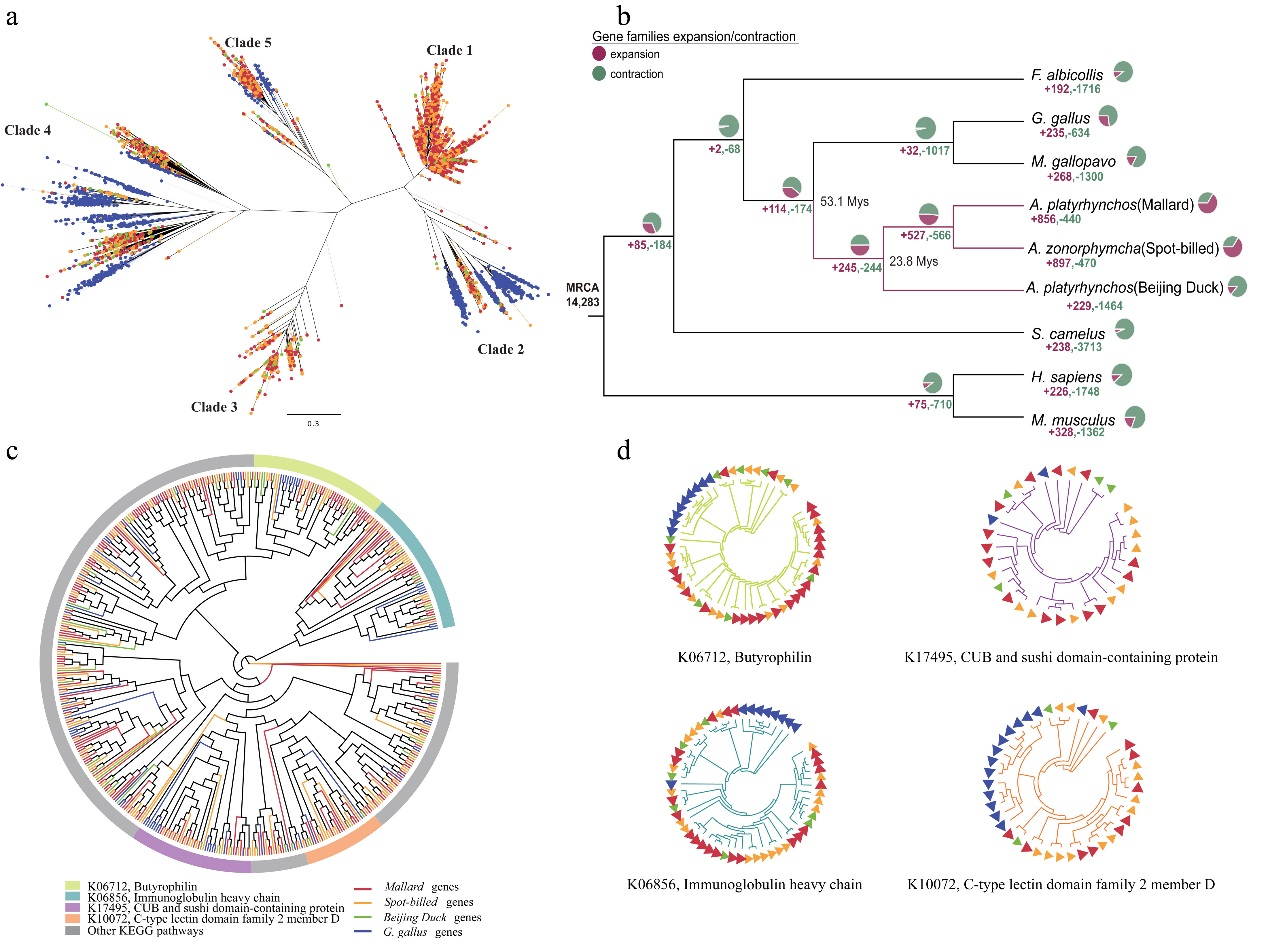 a
Clade 5
Clade 1
Clade 4
Clade 2
Clade 3
0.3
b
Gene families expansion/contraction
expansion
contraction
F. albicollis
+192,-1716
G. gallus
+235,-634
+2,-68
+32,-1017
M. gallopavo
+268,-1300
+114,-174
53.1 Mys
A. platyrhynchos(Mallard)
+856,-440
+527,-566
+85,-184
A. zonorphymcha(Spot-billed)
+897,-470
23.8 Mys
+245,-244
MRCA
14,283
A. platyrhynchos(Beijing Duck)
+229,-1464
S. camelus
+238,-3713
H. sapiens
+226,-1748
+75,-710
M. musculus
+328,-1362
c
K06712, Butyrophilin
K06856, Immunoglobulin heavy chain
K17495, CUB and sushi domain-containing protein
K10072, C-type lectin domain family 2 member D
Other KEGG pathways
Mallard genes
Spot-billed genes
Beijing Duck genes
G. gallus genes
d
K06712, Butyrophilin
K17495, CUB and sushi domain-containing protein
K06856, Immunoglobulin heavy chain
K10072, C-type lectin domain family 2 member D